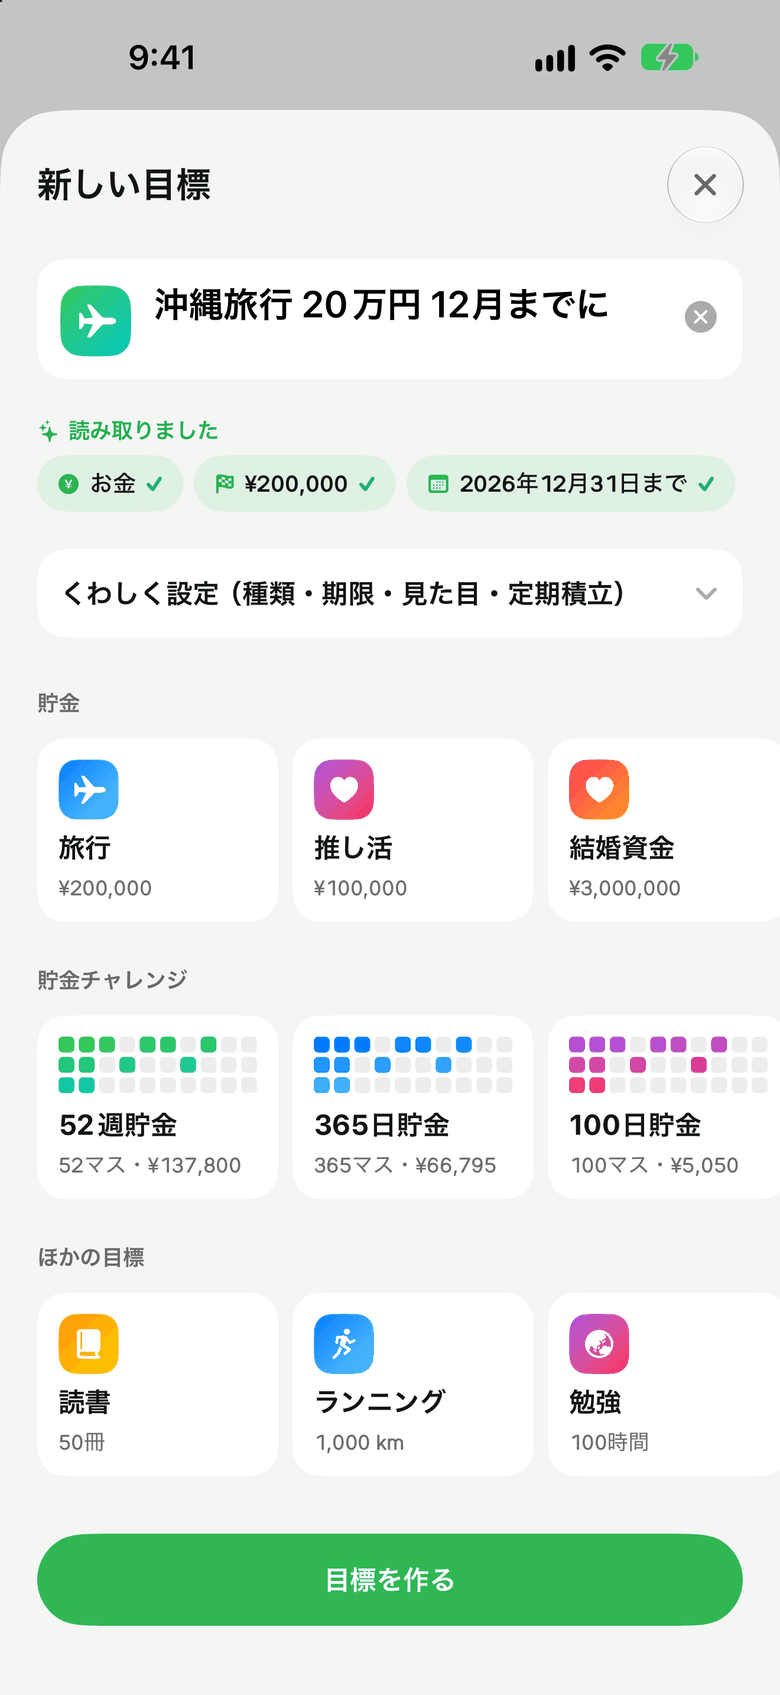 9:41
新しい目標
沖縄旅行 20万円 12月までに
読み取りました
¥ お金 ¥200,000 2026年12月31日まで
くわしく設定（種類・期限・見た目・定期積立）
貯金
旅行 推し活 結婚資金
¥200,000 ¥100,000 ¥3,000,000
貯金チャレンジ
52週貯金 365日貯金 100日貯金
52マス・¥137,800 365マス・¥66,795 100マス・¥5,050
ほかの目標
読書 ランニング 勉強
50冊 1,000 km 100時間
目標を作る